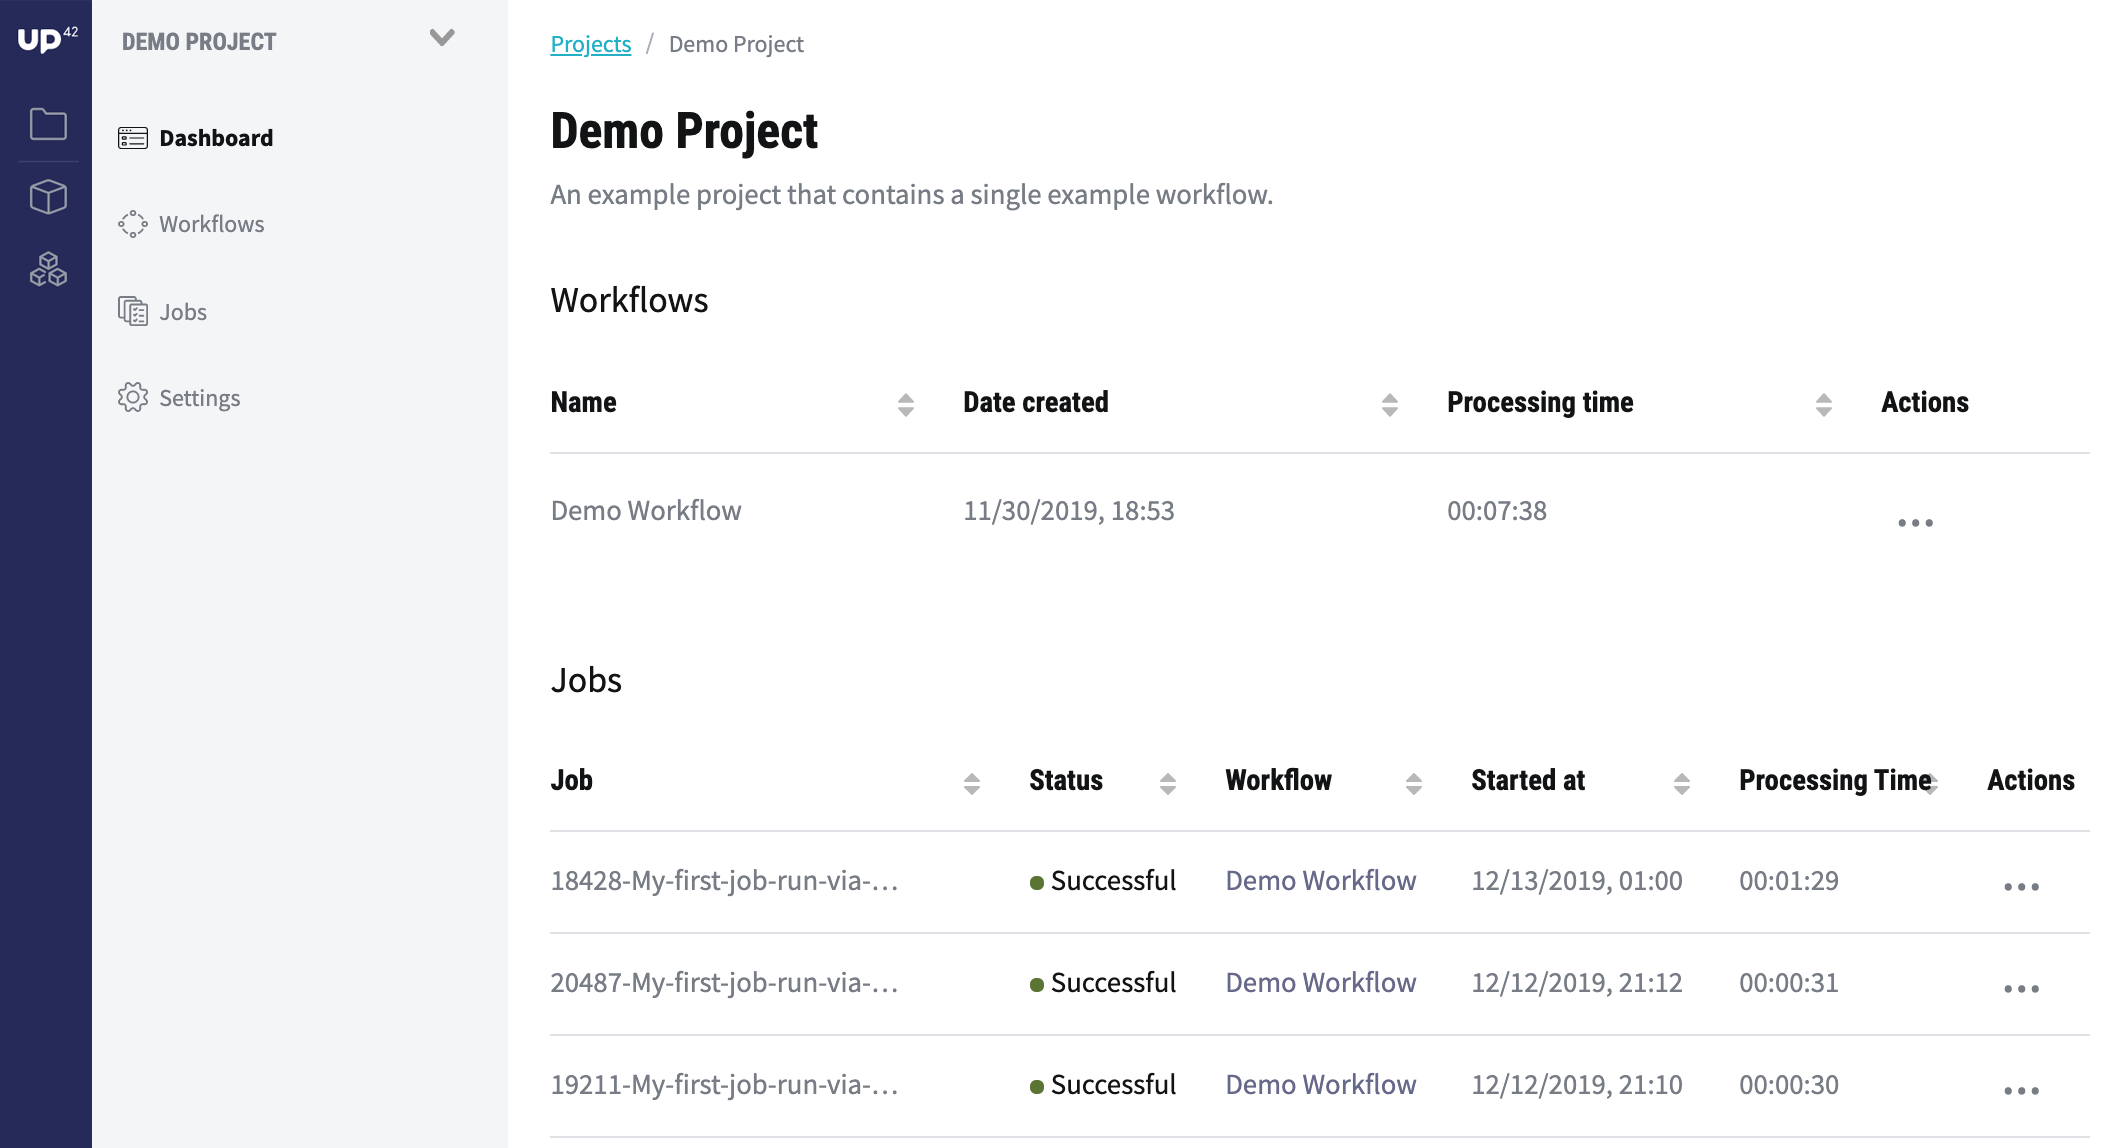 up42
DEMO PROJECT
Dashboard
Workflows
Jobs
Settings
Projects / Demo Project
Demo Project
An example project that contains a single example workflow.
Workflows
Name Date created Processing time Actions
Demo Workflow 11/30/2019, 18:53 00:07:38 ...
Jobs
Job Status Workflow Started at Processing Time Actions
18428-My-first-job-run-via-... Successful Demo Workflow 12/13/2019, 01:00 00:01:29 ...
20487-My-first-job-run-via-... Successful Demo Workflow 12/12/2019, 21:12 00:00:31 ...
19211-My-first-job-run-via-... Successful Demo Workflow 12/12/2019, 21:10 00:00:30 ...